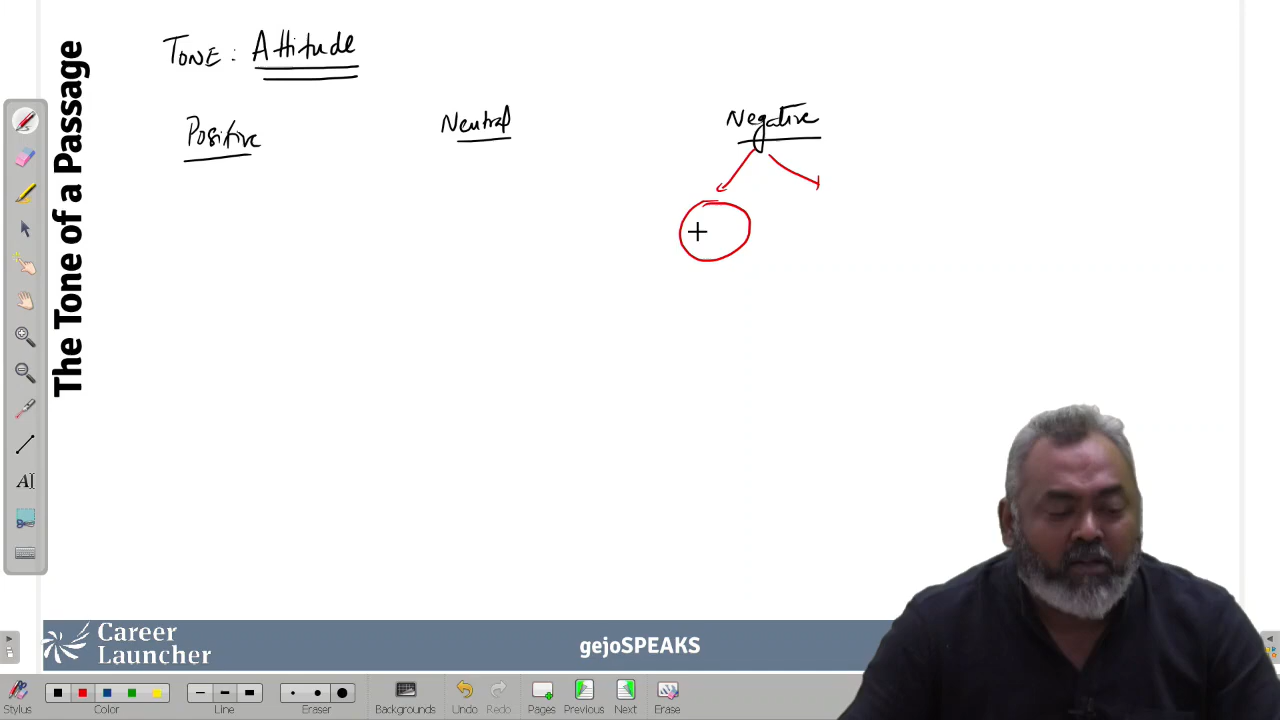 The Tone of a Passage
TONE: Attitude
Positive
Neutral
Negative
Career
Launcher
gejoSPEAKS
Stylus
Color
Line
Eraser
Backgrounds
Undo
Redo
Pages
Previous
Next
Erase